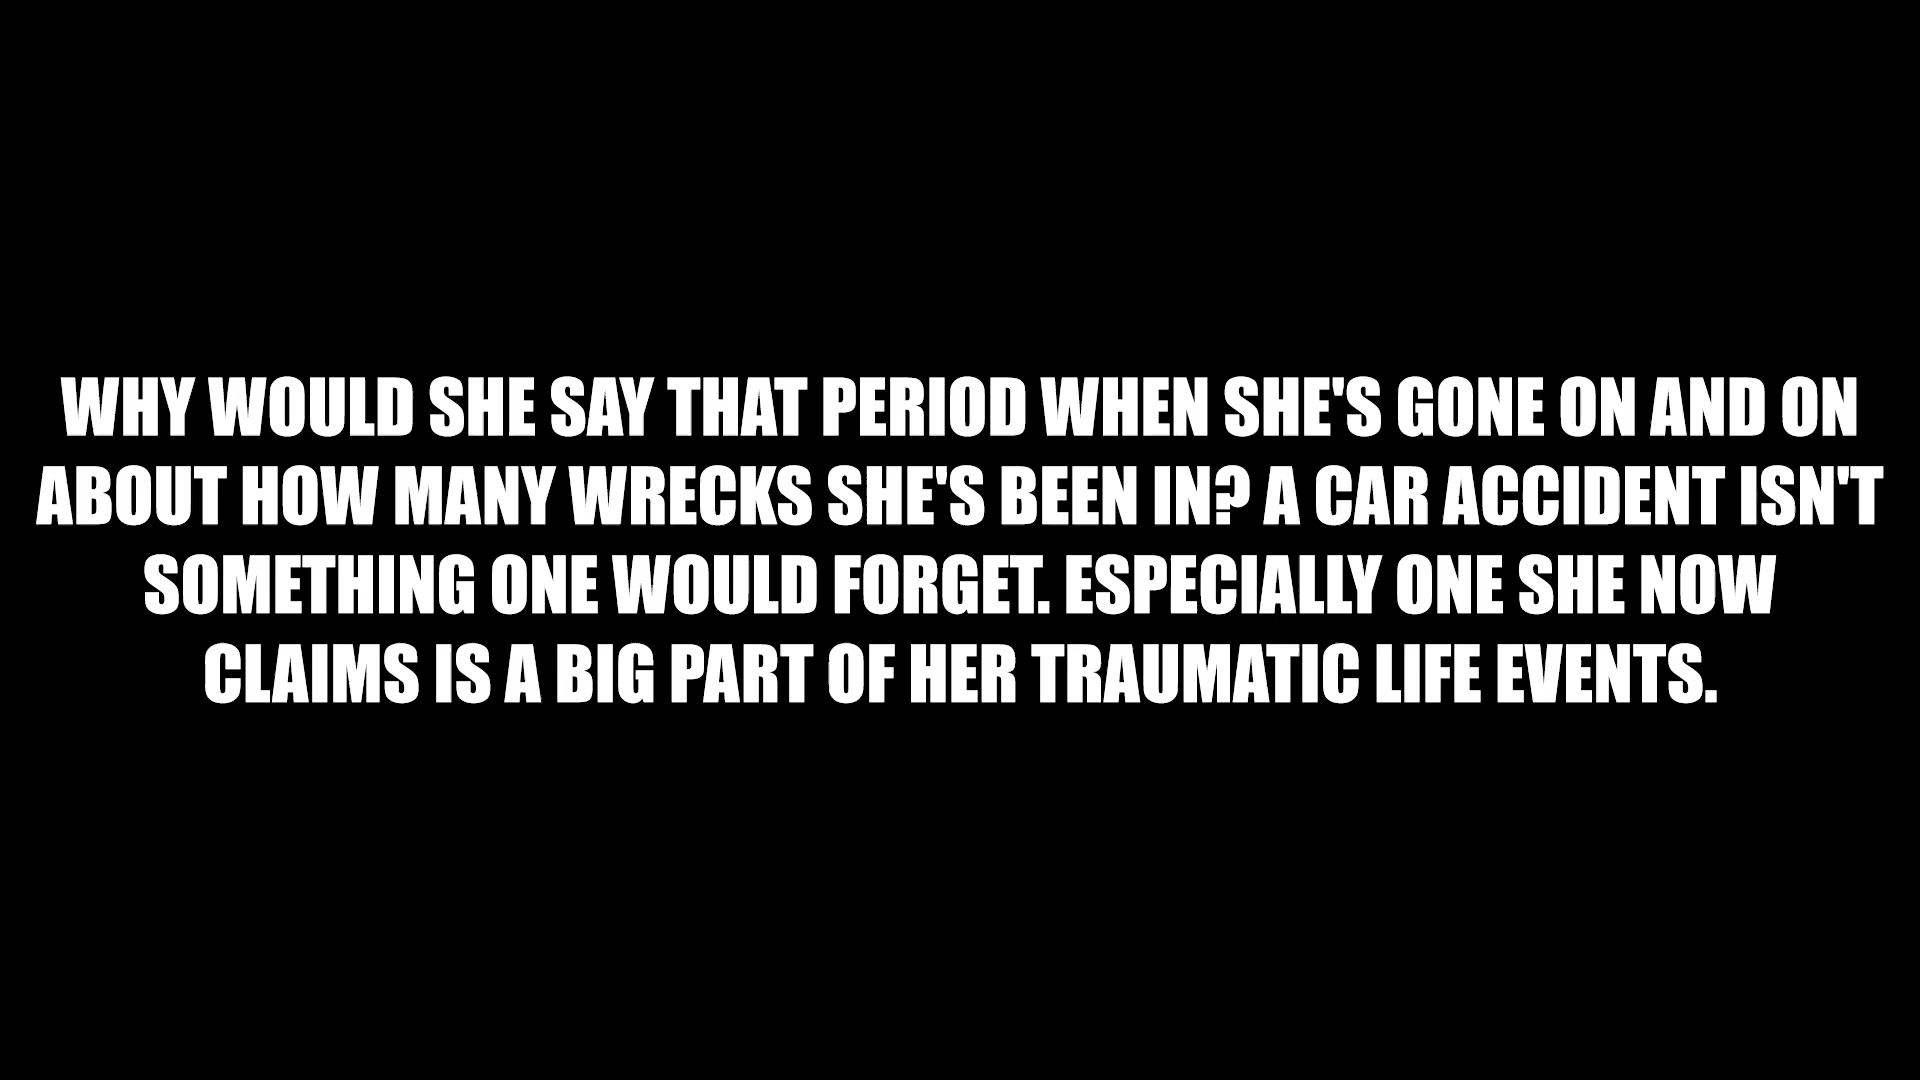 WHY WOULD SHE SAY THAT PERIOD WHEN SHE'S GONE ON AND ON
ABOUT HOW MANY WRECKS SHE'S BEEN IN? A CAR ACCIDENT ISN'T
SOMETHING ONE WOULD FORGET. ESPECIALLY ONE SHE NOW
CLAIMS IS A BIG PART OF HER TRAUMATIC LIFE EVENTS.